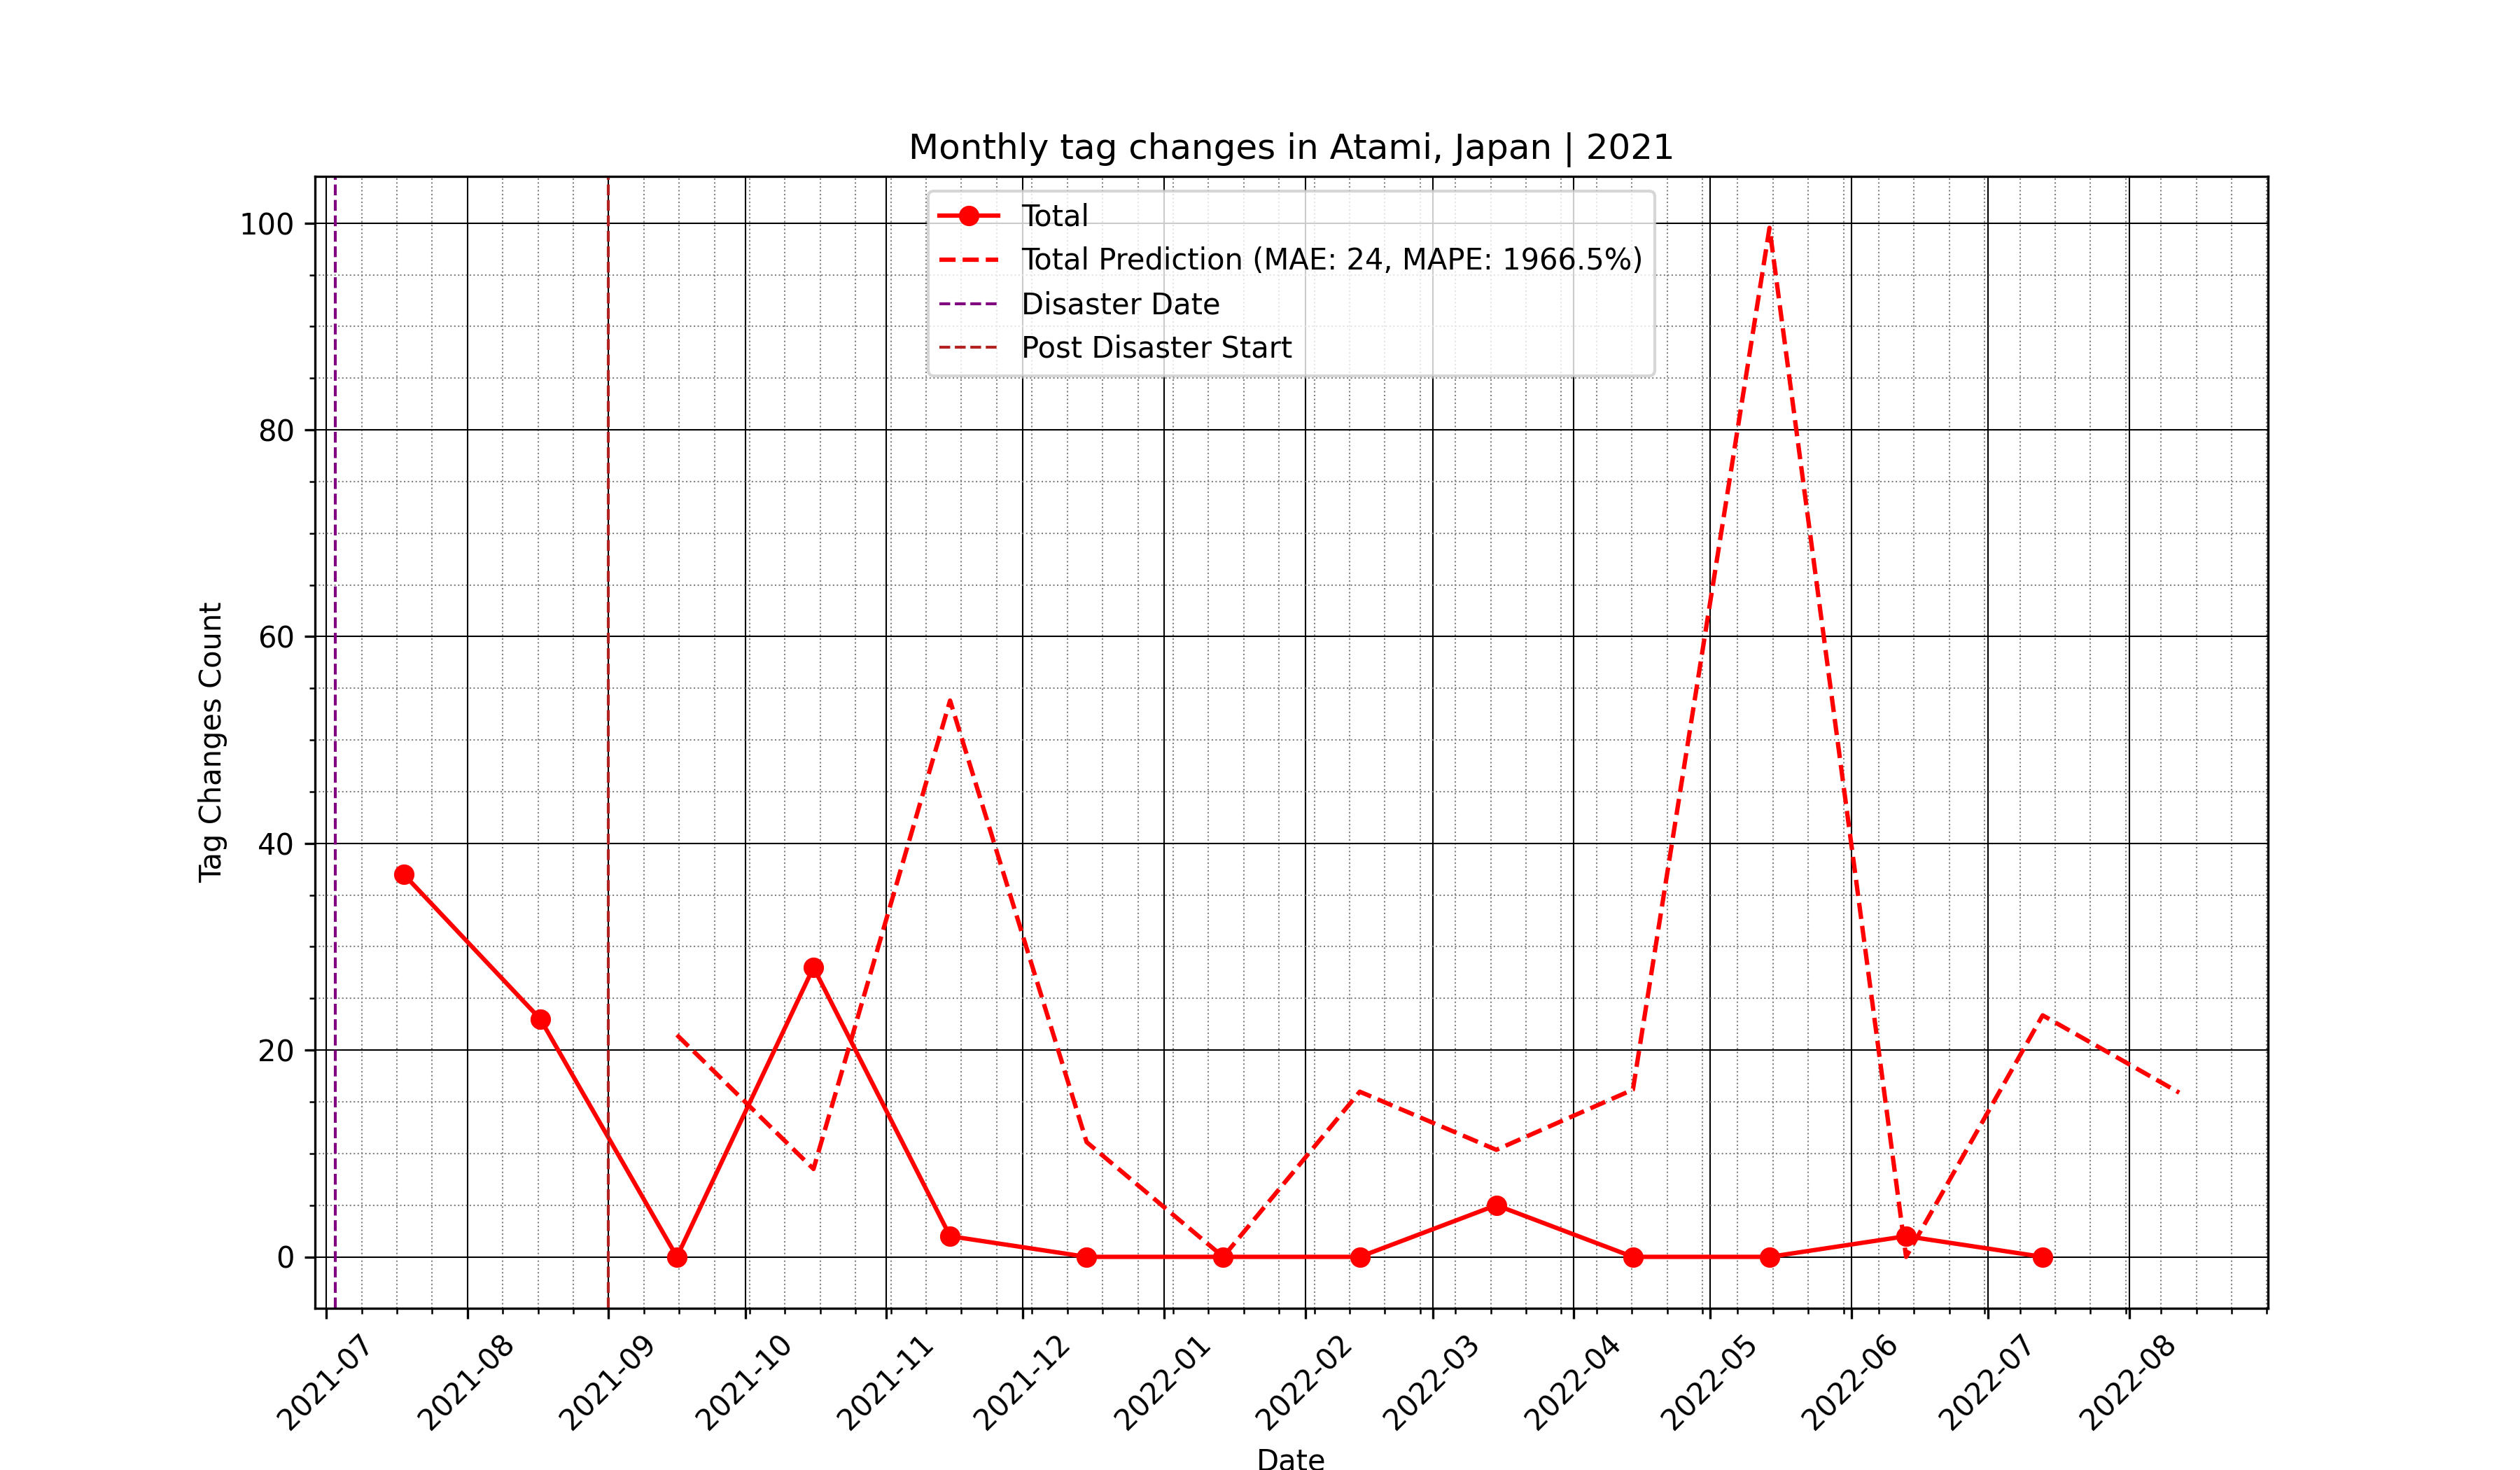 Monthly tag changes in Atami, Japan | 2021
Total
Total Prediction (MAE: 24, MAPE: 1966.5%)
Disaster Date
Post Disaster Start
Tag Changes Count
100
80
60
40
20
0
2021-07
2021-08
2021-09
2021-10
2021-11
2021-12
2022-01
2022-02
2022-03
2022-04
2022-05
2022-06
2022-07
2022-08
Date